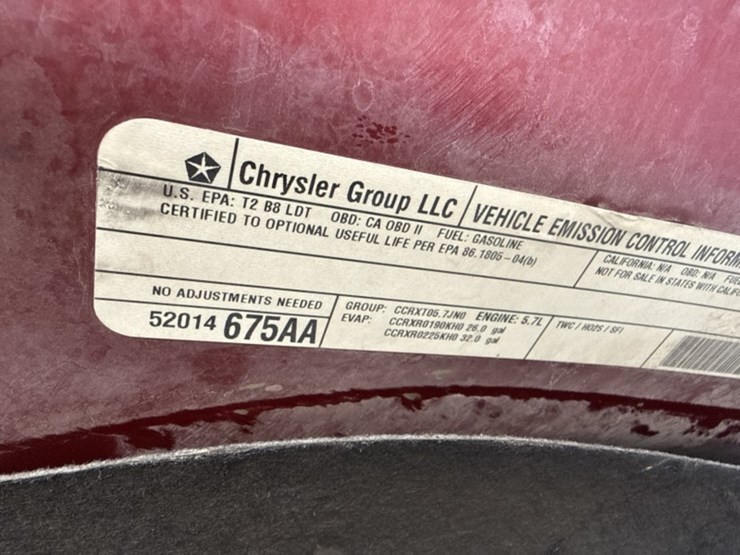 Chrysler Group LLC
VEHICLE EMISSION CONTROL
U.S. EPA: T2 B8 LDT OBD: CA OBD II FUEL: GASOLINE
CERTIFIED TO OPTIONAL USEFUL LIFE PER EPA 86.1805-04(b)
CALIFORNIA: N/A OBD: N/A
NOT FOR SALE IN STATES WITH
NO ADJUSTMENTS NEEDED
52014 675AA
GROUP: CCRXT05.7JN0 ENGINE: 5.7L
EVAP: CCRXR0190KH0 26.0 gal
CCRXR0225KH0 32.0 gal
TWC / HO2S / SFI